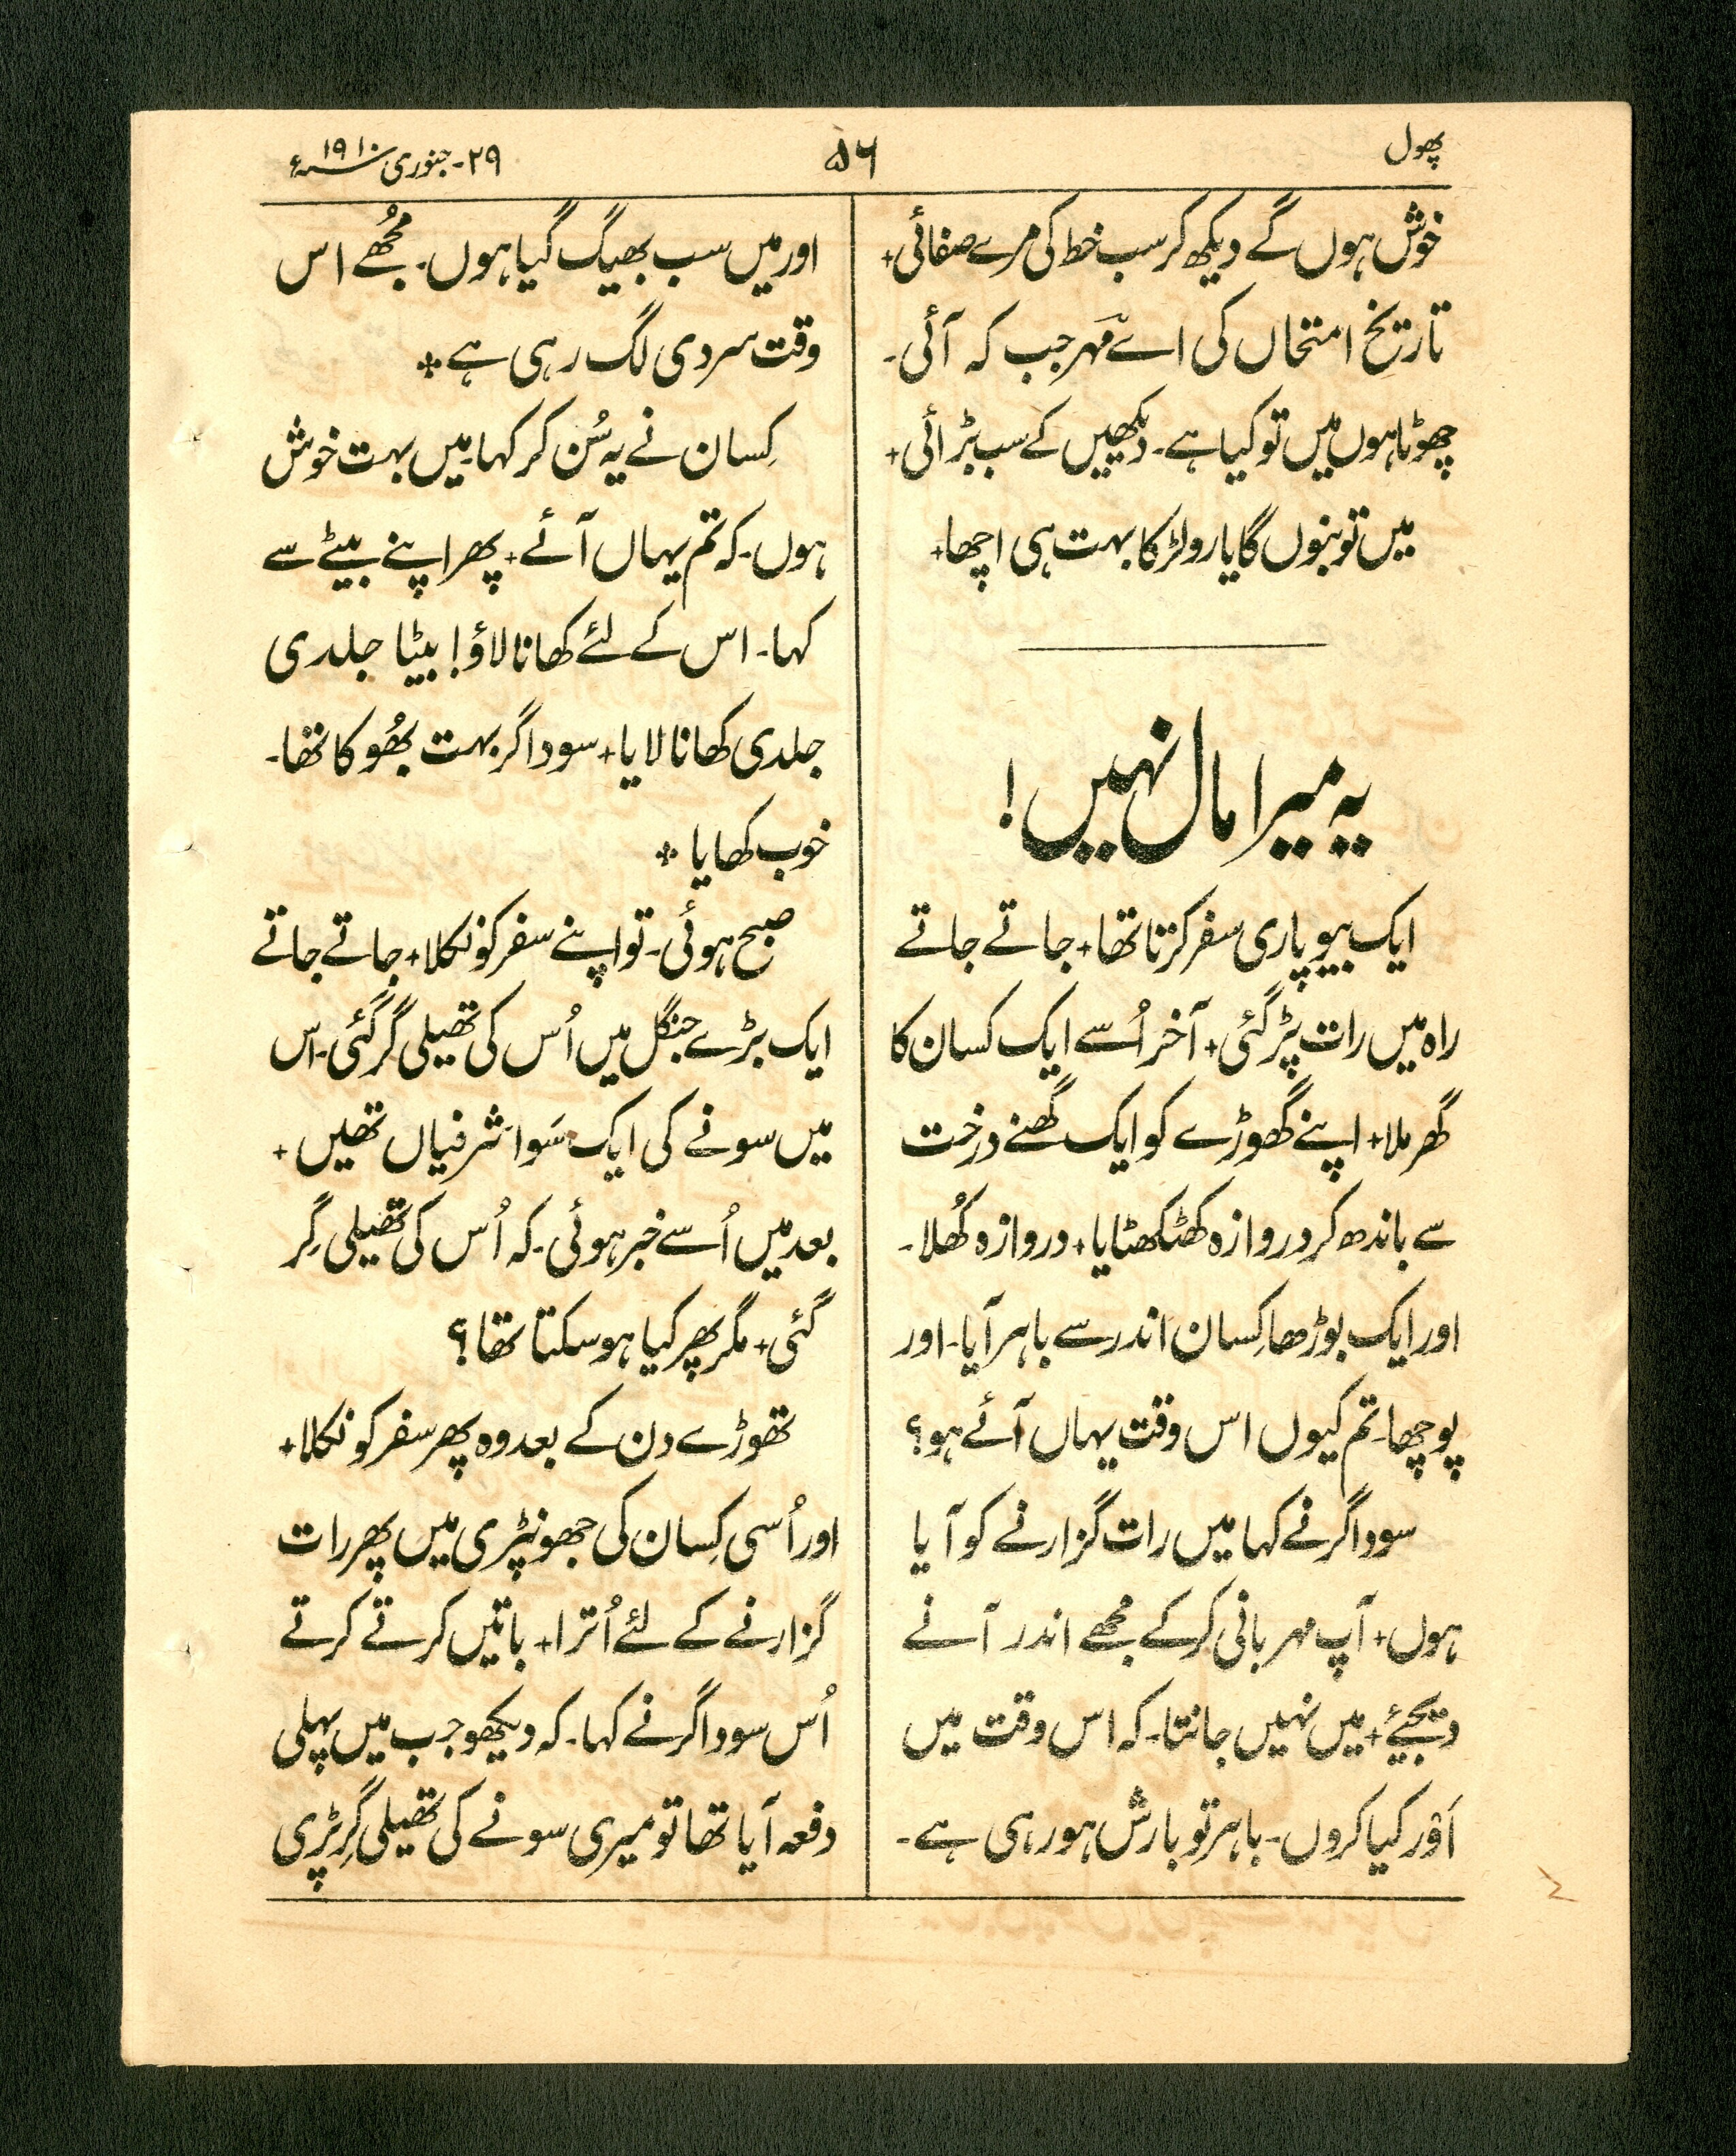 پھول
۵۶
۲۹-جنوری ۱۹۱۰ء
خوش ہوں گے دیکھ کر سب خط کی مرے صفائی+
تاریخ امتحاں کی اے مہر جب کہ آئی-
چھوٹا ہوں میں تو کیا ہے- دیکھیں کے سب بڑائی+
میں تو بنوں گا یارو لڑکا بہت ہی اچھا+
یہ میرا مال نہیں!
ایک بیوپاری سفر کرتا تھا+ جاتے جاتے
راہ میں رات پڑ گئی+ آخر اُسے ایک کسان کا
گھر ملا+ اپنے گھوڑے کو ایک گھنے درخت
سے باندھ کر دروازہ کھٹکھٹایا+ دروازہ کُھلا-
اور ایک بوڑھا کِسان اندر سے باہر آیا- اور
پوچھا- تم کیوں اس وقت یہاں آئے ہو؟
سوداگر نے کہا میں رات گزارنے کو آیا
ہوں+ آپ مہربانی کر کے مجھے اندر آنے
دیجئے+ میں نہیں جانتا- کہ اس وقت میں
اَوْر کیا کروں- باہر تو بارش ہو رہی ہے-
اور میں سب بھیگ گیا ہوں- مجُھے اس
وقت سردی لگ رہی ہے ⁘
کِسان نے یہ سُن کر کہا- میں بہت خوش
ہوں- کہ تم یہاں آئے+ پھر اپنے بیٹے سے
کہا- اس کے لئے کھانا لاؤ! بیٹا جلدی
جلدی کھانا لایا+ سوداگر بہت بھُوکا تھا-
خوب کھایا ⁘
صبح ہوئی- تو اپنے سفر کو نکلا+ جاتے جاتے
ایک بڑے جنگل میں اُس کی تھیلی گر گئی- اس
میں سونے کی ایک سَو اشرفیاں تھیں+
بعد میں اُسے خبر ہوئی- کہ اُس کی تھیلی گِر
گئی+ مگر پھر کیا ہو سکتا تھا؟
تھوڑے دن کے بعد وہ پھر سفر کو نکلا+
اور اُسی کِسان کی جھونپڑی میں پھر رات
گزارنے کے لئے اُترا+ باتیں کرتے کرتے
اُس سوداگر نے کہا- کہ دیکھو جب میں پہلی
دفعہ آیا تھا تو میری سونے کی تھیلی گِر پڑی